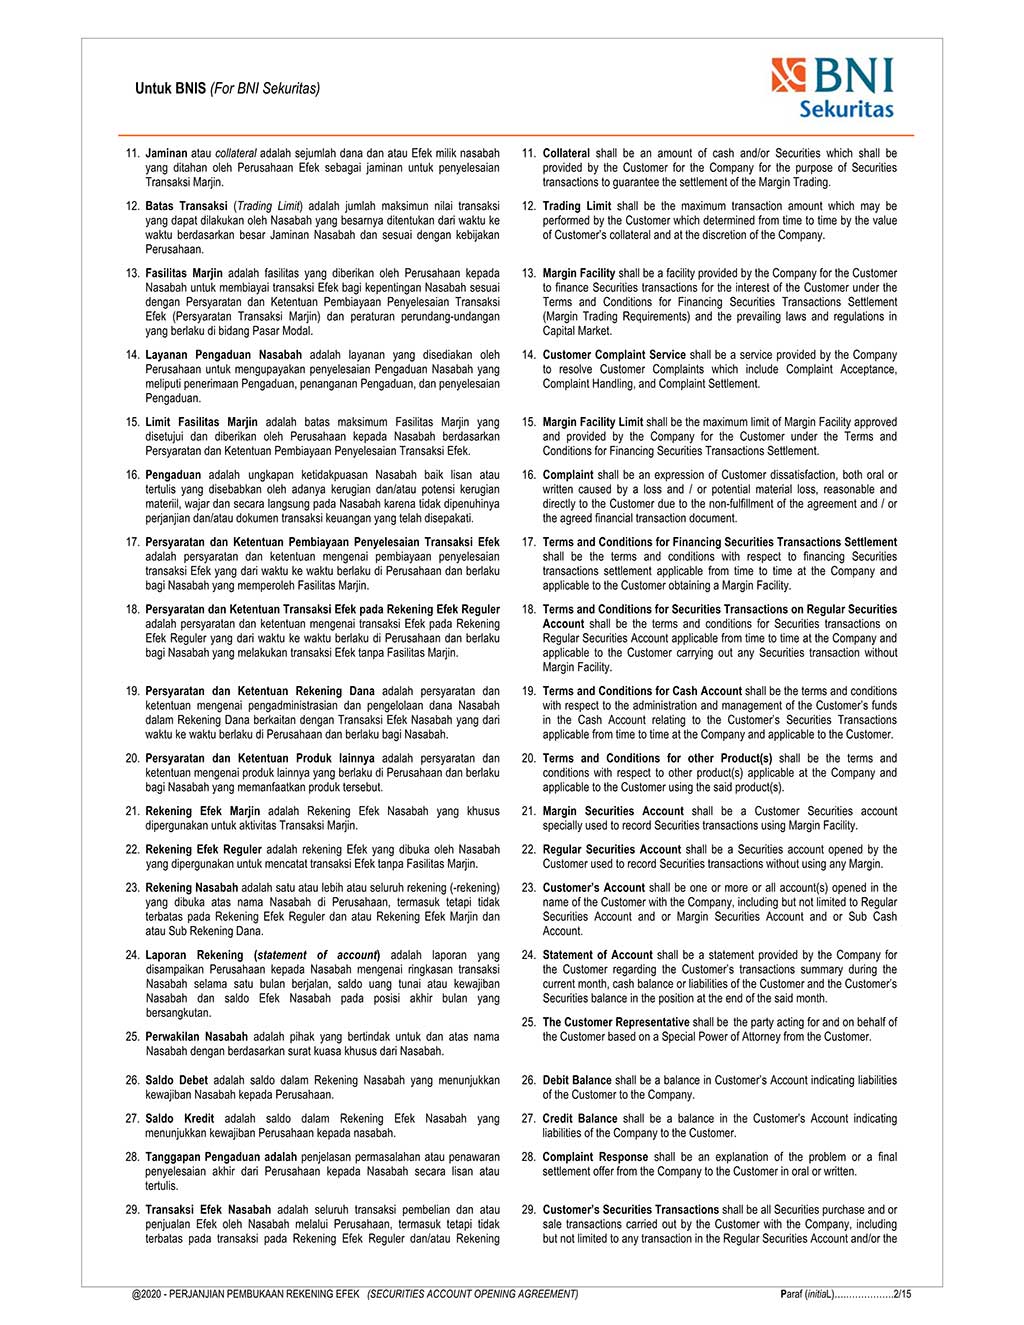 Untuk BNIS (For BNI Sekuritas)
BNI
Sekuritas
11. Jaminan atau collateral adalah sejumlah dana dan atau Efek milik nasabah
yang ditahan oleh Perusahaan Efek sebagai jaminan untuk penyelesaian
Transaksi Marjin.
12. Batas Transaksi (Trading Limit) adalah jumlah maksimun nilai transaksi
yang dapat dilakukan oleh Nasabah yang besarnya ditentukan dari waktu ke
waktu berdasarkan besar Jaminan Nasabah dan sesuai dengan kebijakan
Perusahaan.
13. Fasilitas Marjin adalah fasilitas yang diberikan oleh Perusahaan kepada
Nasabah untuk membiayai transaksi Efek bagi kepentingan Nasabah sesuai
dengan Persyaratan dan Ketentuan Pembiayaan Penyelesaian Transaksi
Efek (Persyaratan Transaksi Marjin) dan peraturan perundang-undangan
yang berlaku di bidang Pasar Modal.
14. Layanan Pengaduan Nasabah adalah layanan yang disediakan oleh
Perusahaan untuk mengupayakan penyelesaian Pengaduan Nasabah yang
meliputi penerimaan Pengaduan, penanganan Pengaduan, dan penyelesaian
Pengaduan.
15. Limit Fasilitas Marjin adalah batas maksimum Fasilitas Marjin yang
disetujui dan diberikan oleh Perusahaan kepada Nasabah berdasarkan
Persyaratan dan Ketentuan Pembiayaan Penyelesaian Transaksi Efek.
16. Pengaduan adalah ungkapan ketidakpuasan Nasabah baik lisan atau
tertulis yang disebabkan oleh adanya kerugian dan/atau potensi kerugian
materiil, wajar dan secara langsung pada Nasabah karena tidak dipenuhinya
perjanjian dan/atau dokumen transaksi keuangan yang telah disepakati.
17. Persyaratan dan Ketentuan Pembiayaan Penyelesaian Transaksi Efek
adalah persyaratan dan ketentuan mengenai pembiayaan penyelesaian
transaksi Efek yang dari waktu ke waktu berlaku di Perusahaan dan berlaku
bagi Nasabah yang memperoleh Fasilitas Marjin.
18. Persyaratan dan Ketentuan Transaksi Efek pada Rekening Efek Reguler
adalah persyaratan dan ketentuan mengenai transaksi Efek pada Rekening
Efek Reguler yang dari waktu ke waktu berlaku di Perusahaan dan berlaku
bagi Nasabah yang melakukan transaksi Efek tanpa Fasilitas Marjin.
19. Persyaratan dan Ketentuan Rekening Dana adalah persyaratan dan
ketentuan mengenai pengadministrasian dan pengelolaan dana Nasabah
dalam Rekening Dana berkaitan dengan Transaksi Efek Nasabah yang dari
waktu ke waktu berlaku di Perusahaan dan berlaku bagi Nasabah.
20. Persyaratan dan Ketentuan Produk lainnya adalah persyaratan dan
ketentuan mengenai produk lainnya yang berlaku di Perusahaan dan berlaku
bagi Nasabah yang memanfaatkan produk tersebut.
21. Rekening Efek Marjin adalah Rekening Efek Nasabah yang khusus
dipergunakan untuk aktivitas Transaksi Marjin.
22. Rekening Efek Reguler adalah rekening Efek yang dibuka oleh Nasabah
yang dipergunakan untuk mencatat transaksi Efek tanpa Fasilitas Marjin.
23. Rekening Nasabah adalah satu atau lebih atau seluruh rekening (-rekening)
yang dibuka atas nama Nasabah di Perusahaan, termasuk tetapi tidak
terbatas pada Rekening Efek Reguler dan atau Rekening Efek Marjin dan
atau Sub Rekening Dana.
24. Laporan Rekening (statement of account) adalah laporan yang
disampaikan Perusahaan kepada Nasabah mengenai ringkasan transaksi
Nasabah selama satu bulan berjalan, saldo uang tunai atau kewajiban
Nasabah dan saldo Efek Nasabah pada posisi akhir bulan yang
bersangkutan.
25. Perwakilan Nasabah adalah pihak yang bertindak untuk dan atas nama
Nasabah dengan berdasarkan surat kuasa khusus dari Nasabah.
26. Saldo Debet adalah saldo dalam Rekening Nasabah yang menunjukkan
kewajiban Nasabah kepada Perusahaan.
27. Saldo Kredit adalah saldo dalam Rekening Efek Nasabah yang
menunjukkan kewajiban Perusahaan kepada nasabah.
28. Tanggapan Pengaduan adalah penjelasan permasalahan atau penawaran
penyelesaian akhir dari Perusahaan kepada Nasabah secara lisan atau
tertulis.
29. Transaksi Efek Nasabah adalah seluruh transaksi pembelian dan atau
penjualan Efek oleh Nasabah melalui Perusahaan, termasuk tetapi tidak
terbatas pada transaksi pada Rekening Efek Reguler dan/atau Rekening
11. Collateral shall be an amount of cash and/or Securities which shall be
provided by the Customer for the Company for the purpose of Securities
transactions to guarantee the settlement of the Margin Trading.
12. Trading Limit shall be the maximum transaction amount which may be
performed by the Customer which determined from time to time by the value
of Customer's collateral and at the discretion of the Company.
13. Margin Facility shall be a facility provided by the Company for the Customer
to finance Securities transactions for the interest of the Customer under the
Terms and Conditions for Financing Securities Transactions Settlement
(Margin Trading Requirements) and the prevailing laws and regulations in
Capital Market.
14. Customer Complaint Service shall be a service provided by the Company
to resolve Customer Complaints which include Complaint Acceptance,
Complaint Handling, and Complaint Settlement.
15. Margin Facility Limit shall be the maximum limit of Margin Facility approved
and provided by the Company for the Customer under the Terms and
Conditions for Financing Securities Transactions Settlement.
16. Complaint shall be an expression of Customer dissatisfaction, both oral or
written caused by a loss and / or potential material loss, reasonable and
directly to the Customer due to the non-fulfillment of the agreement and / or
the agreed financial transaction document.
17. Terms and Conditions for Financing Securities Transactions Settlement
shall be the terms and conditions with respect to financing Securities
transactions settlement applicable from time to time at the Company and
applicable to the Customer obtaining a Margin Facility.
18. Terms and Conditions for Securities Transactions on Regular Securities
Account shall be the terms and conditions for Securities transactions on
Regular Securities Account applicable from time to time at the Company and
applicable to the Customer carrying out any Securities transaction without
Margin Facility.
19. Terms and Conditions for Cash Account shall be the terms and conditions
with respect to the administration and management of the Customer's funds
in the Cash Account relating to the Customer's Securities Transactions
applicable from time to time at the Company and applicable to the Customer.
20. Terms and Conditions for other Product(s) shall be the terms and
conditions with respect to other product(s) applicable at the Company and
applicable to the Customer using the said product(s).
21. Margin Securities Account shall be a Customer Securities account
specially used to record Securities transactions using Margin Facility.
22. Regular Securities Account shall be a Securities account opened by the
Customer used to record Securities transactions without using any Margin.
23. Customer's Account shall be one or more or all account(s) opened in the
name of the Customer with the Company, including but not limited to Regular
Securities Account and or Margin Securities Account and or Sub Cash
Account.
24. Statement of Account shall be a statement provided by the Company for
the Customer regarding the Customer's transactions summary during the
current month, cash balance or liabilities of the Customer and the Customer's
Securities balance in the position at the end of the said month.
25. The Customer Representative shall be the party acting for and on behalf of
the Customer based on a Special Power of Attorney from the Customer.
26. Debit Balance shall be a balance in Customer's Account indicating liabilities
of the Customer to the Company.
27. Credit Balance shall be a balance in the Customer's Account indicating
liabilities of the Company to the Customer.
28. Complaint Response shall be an explanation of the problem or a final
settlement offer from the Company to the Customer in oral or written.
29. Customer's Securities Transactions shall be all Securities purchase and or
sale transactions carried out by the Customer with the Company, including
but not limited to any transaction in the Regular Securities Account and/or the
@2020 - PERJANJIAN PEMBUKAAN REKENING EFEK (SECURITIES ACCOUNT OPENING AGREEMENT)
Paraf (initiaL)...................2/15